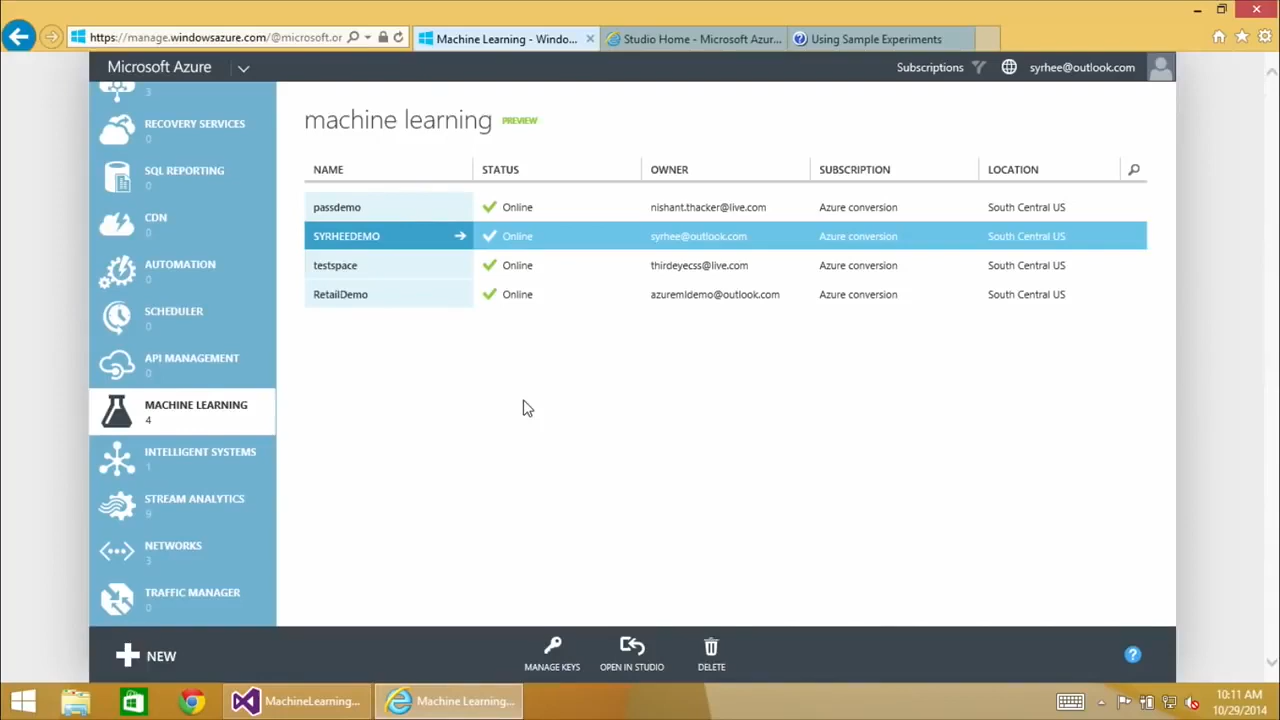 https://manage.windowsazure.com/@microsoft.or
Machine Learning - Windo...
Studio Home - Microsoft Azur...
Using Sample Experiments
Microsoft Azure
Subscriptions
syrhee@outlook.com
3
RECOVERY SERVICES
0
SQL REPORTING
0
CDN
0
AUTOMATION
0
SCHEDULER
0
API MANAGEMENT
0
MACHINE LEARNING
4
INTELLIGENT SYSTEMS
1
STREAM ANALYTICS
9
NETWORKS
3
TRAFFIC MANAGER
0
machine learning PREVIEW
NAME STATUS OWNER SUBSCRIPTION LOCATION
passdemo Online nishant.thacker@live.com Azure conversion South Central US
SYRHEEDEMO Online syrhee@outlook.com Azure conversion South Central US
testspace Online thirdeyecss@live.com Azure conversion South Central US
RetailDemo Online azuremldemo@outlook.com Azure conversion South Central US
NEW
MANAGE KEYS
OPEN IN STUDIO
DELETE
?
MachineLearning...
Machine Learning...
10:11 AM
10/29/2014